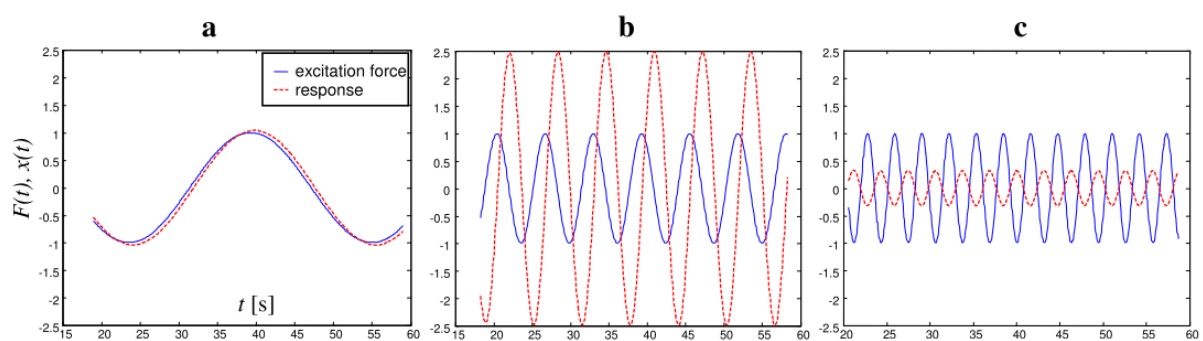 a b c
2.5 2 1.5 1 0.5 0 -0.5 -1 -1.5 -2 -2.5
F(t), x(t)
excitation force
response
t [s]
15 20 25 30 35 40 45 50 55 60
2.5 2 1.5 1 0.5 0 -0.5 -1 -1.5 -2 -2.5
15 20 25 30 35 40 45 50 55 60
2.5 2 1.5 1 0.5 0 -0.5 -1 -1.5 -2 -2.5
20 25 30 35 40 45 50 55 60